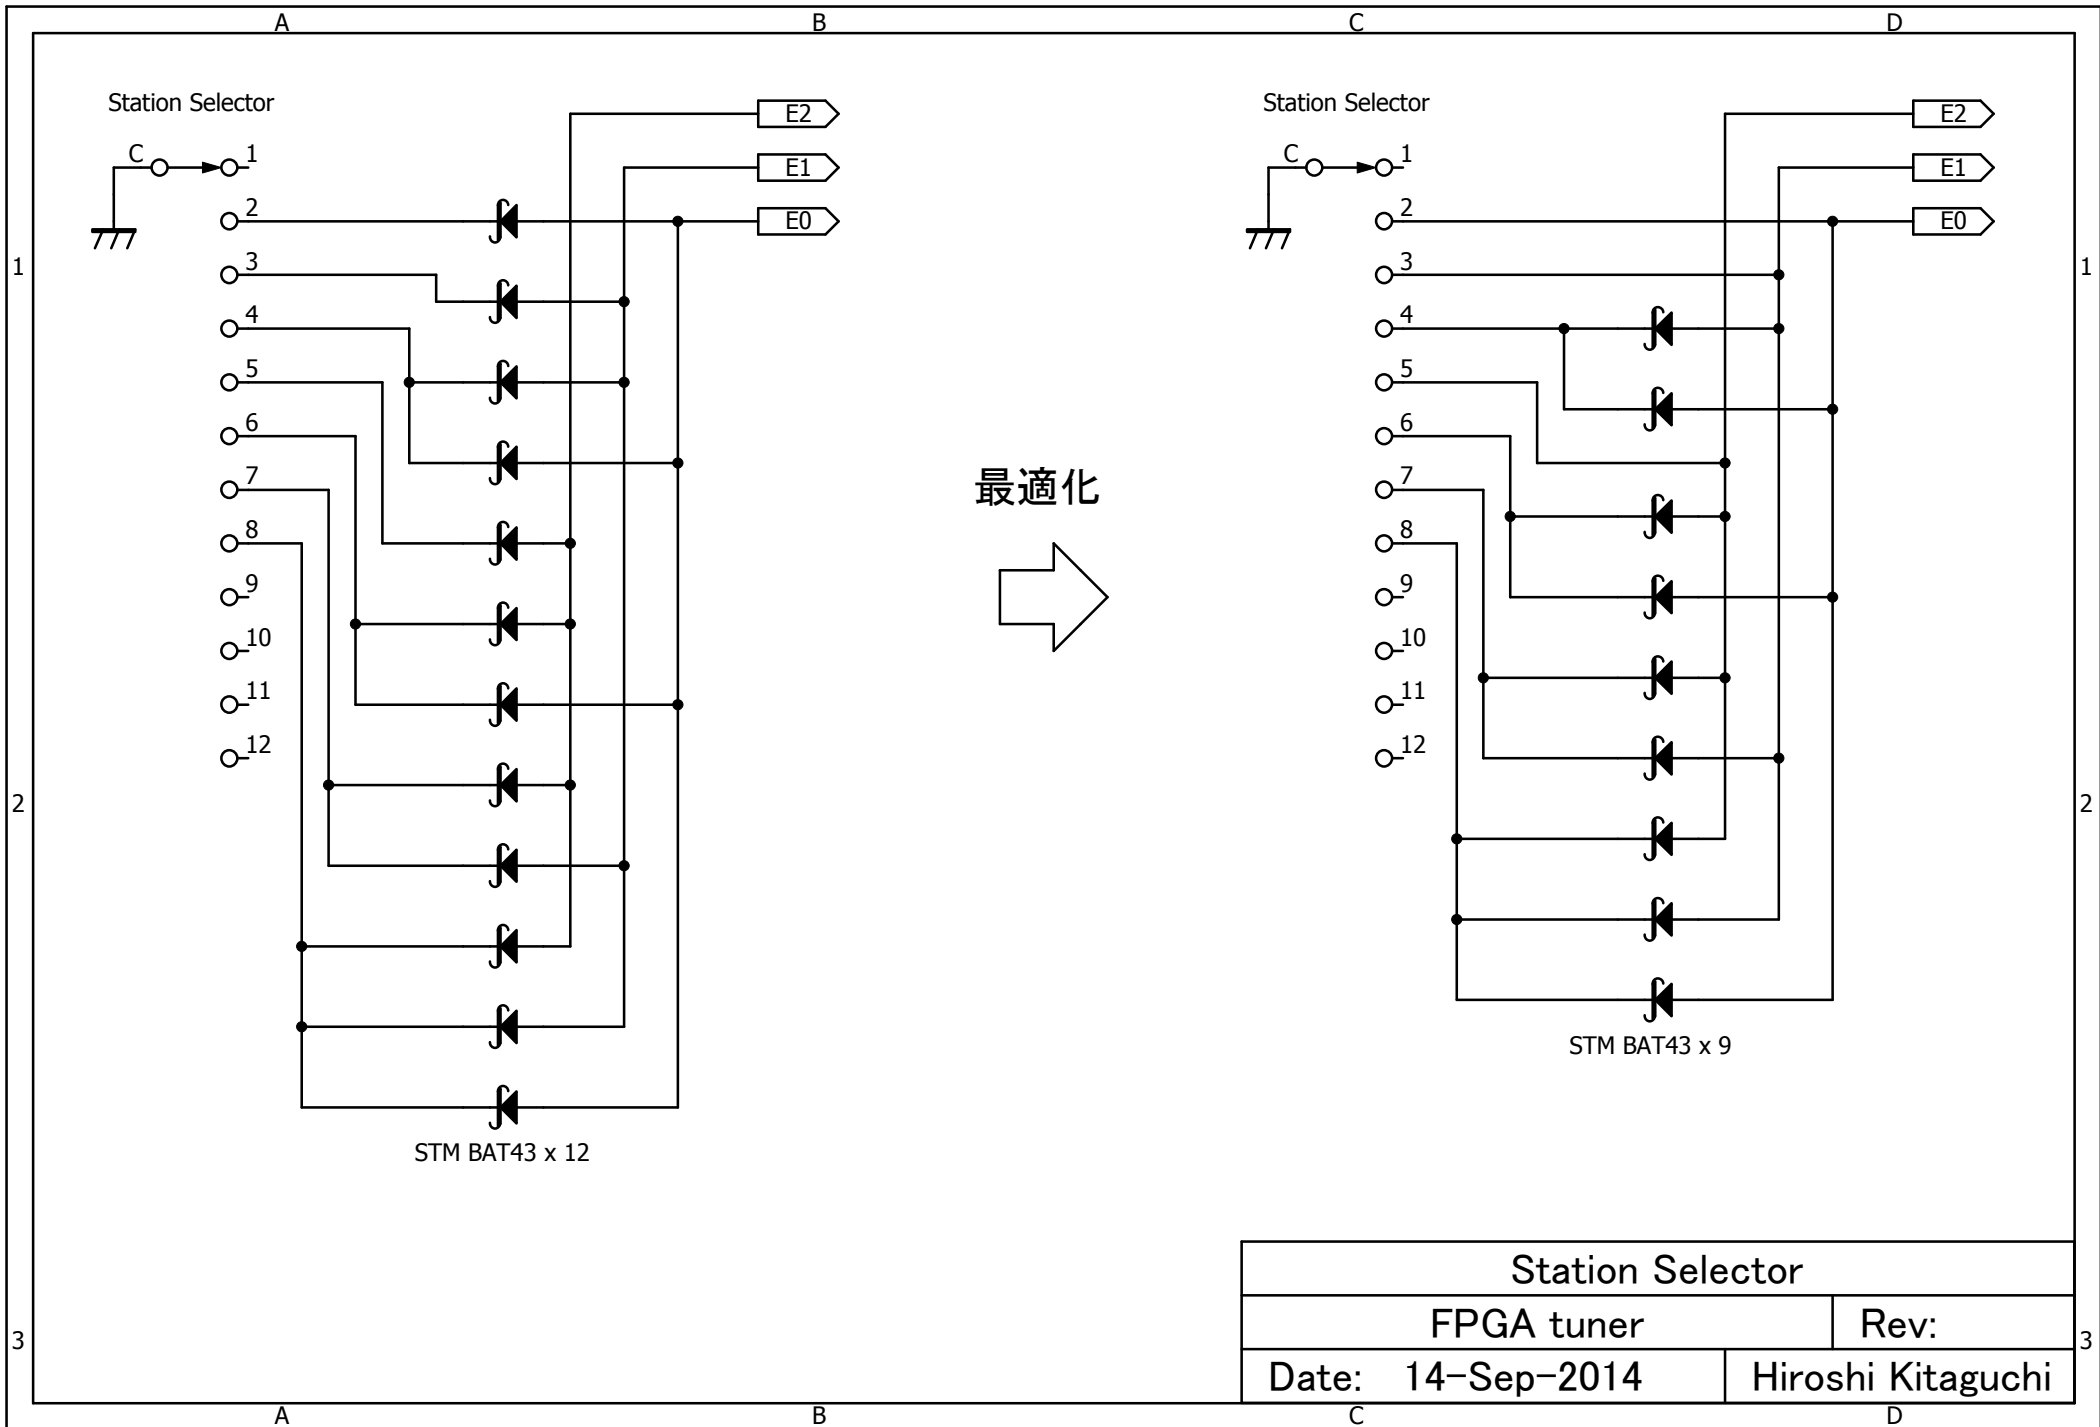 A B C D
Station Selector
E2
C 1
E1
2
E0
3
4
5
6
7
8
9
10
11
12
STM BAT43 x 12
最適化
Station Selector
E2
C 1
E1
2
E0
3
4
5
6
7
8
9
10
11
12
STM BAT43 x 9
1 1
2 2
3 3
Station Selector
FPGA tuner Rev:
Date: 14-Sep-2014 Hiroshi Kitaguchi
A B C D